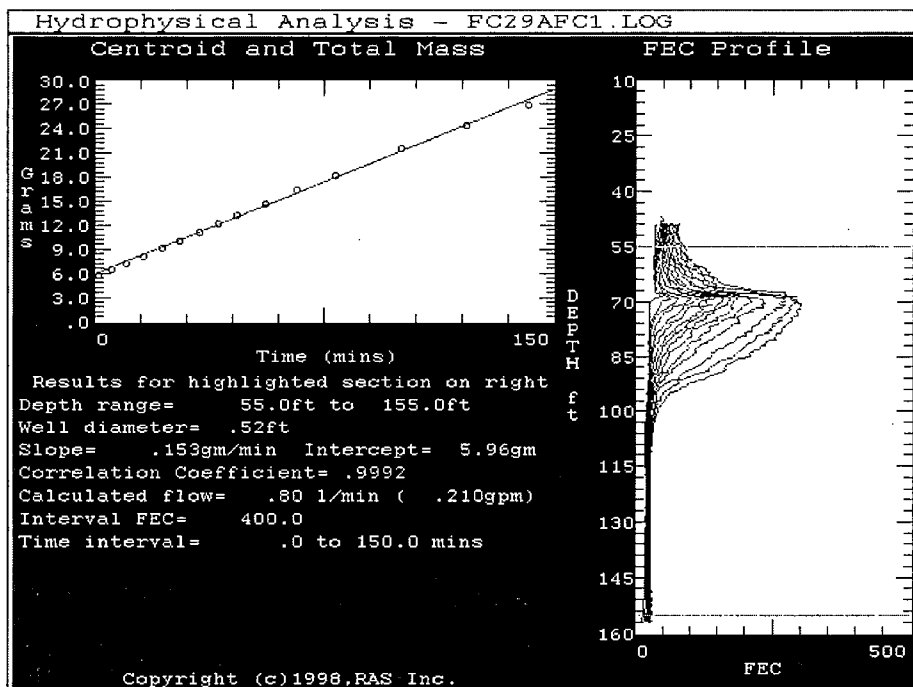 Hydrophysical Analysis - FC29AFC1.LOG
Centroid and Total Mass
FEC Profile
30.0
27.0
24.0
21.0
18.0
15.0
12.0
9.0
6.0
3.0
.0
Grams
0
150
Time (mins)
Results for highlighted section on right
Depth range= 55.0ft to 155.0ft
Well diameter= .52ft
Slope= .153gm/min Intercept= 5.96gm
Correlation Coefficient= .9992
Calculated flow= .80 l/min ( .210gpm)
Interval FEC= 400.0
Time interval= .0 to 150.0 mins
Copyright (c)1998,RAS Inc.
10
25
40
55
70
85
100
115
130
145
160
DEPTH ft
0
500
FEC